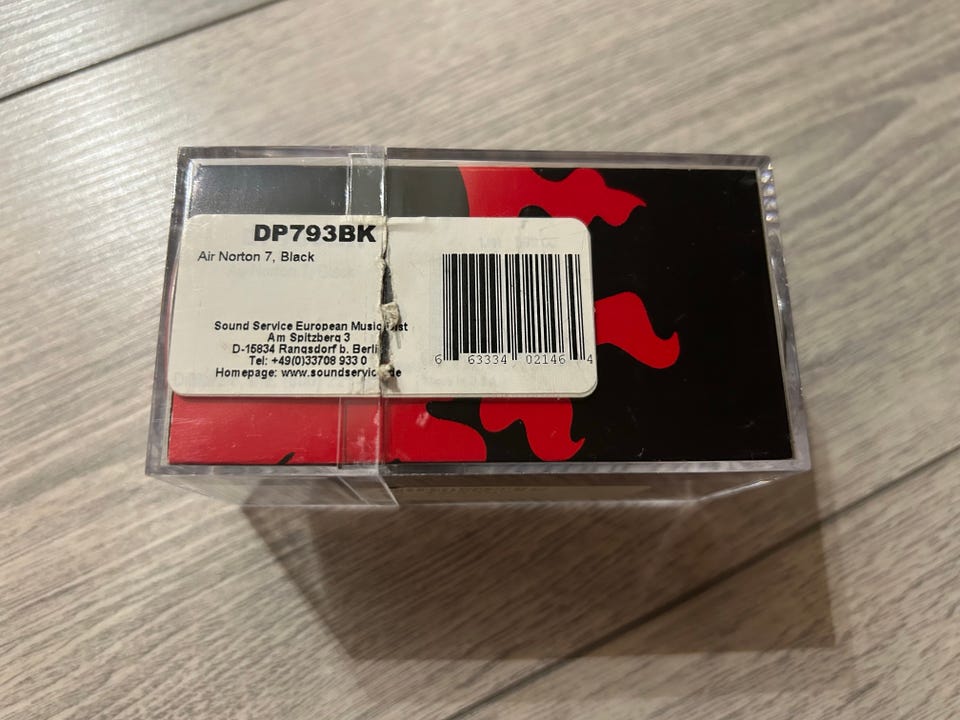 DP793BK
Air Norton 7, Black
Sound Service European Music
Am Spitzberg 3
D-15834 Rangsdorf b. Berli
Tel: +49(0)33708 933 0
Homepage: www.soundservice.de
6 63334 02146 4